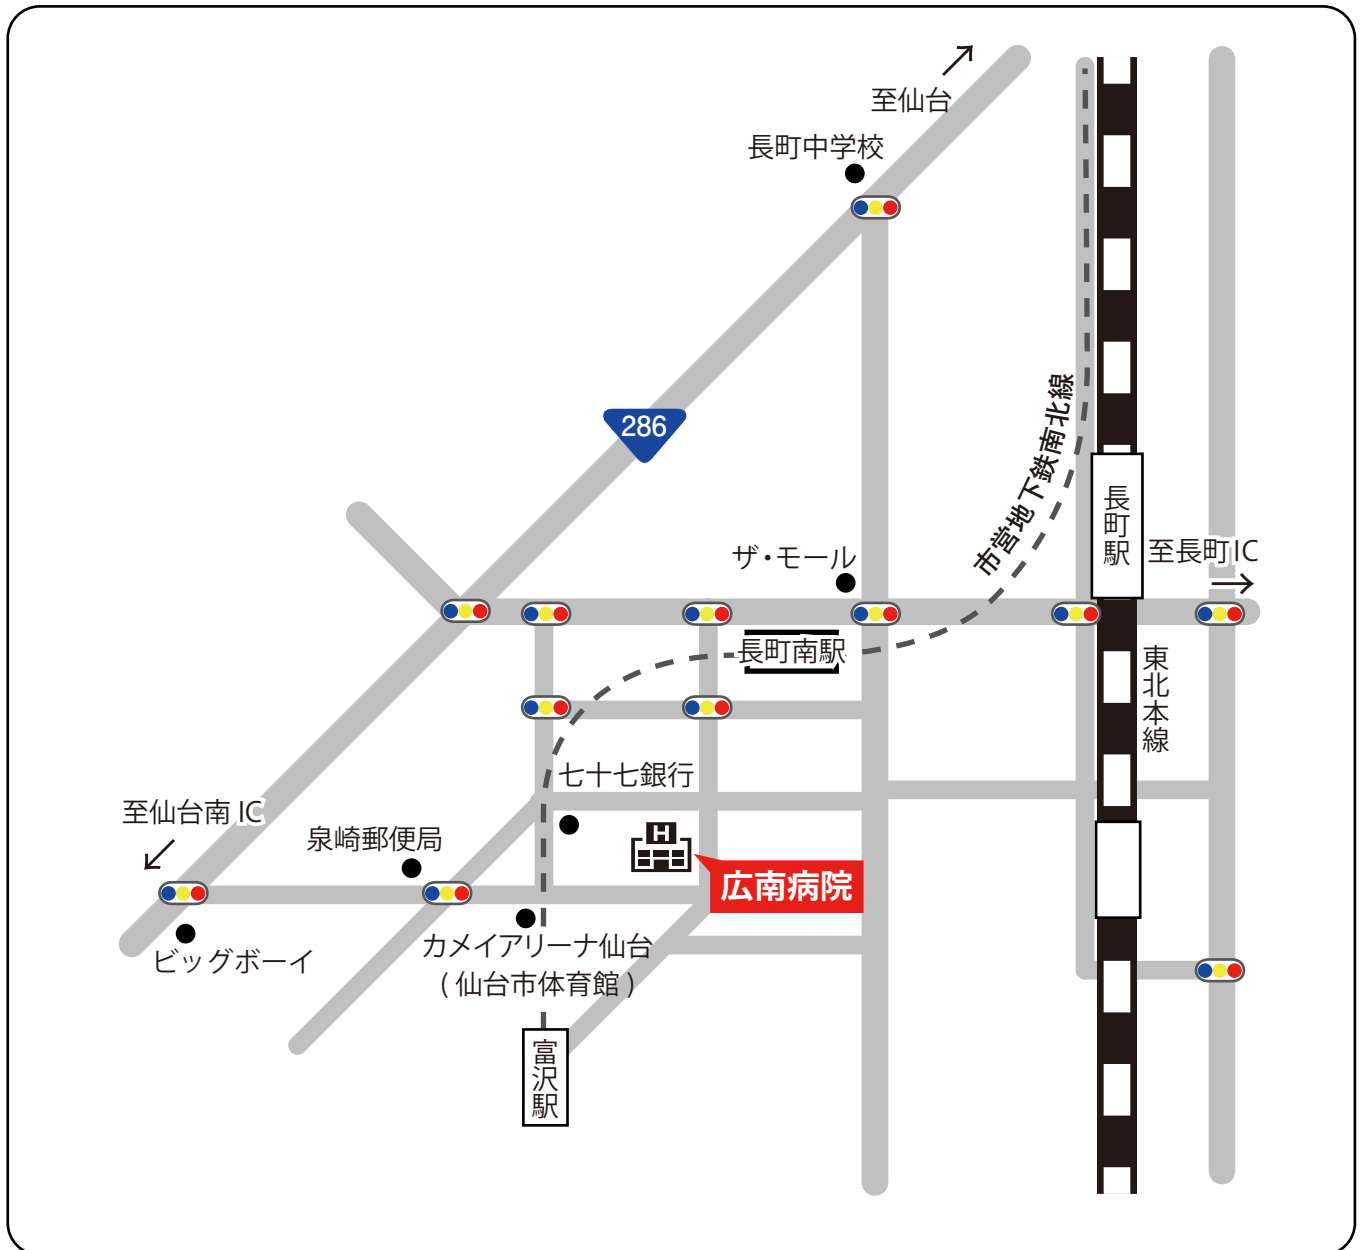 至仙台
長町中学校
286
市営地下鉄南北線
長町駅
ザ・モール
至長町IC
長町南駅
東北本線
七十七銀行
至仙台南IC
泉崎郵便局
H
広南病院
ビッグボーイ
カメイアリーナ仙台
(仙台市体育館)
富沢駅